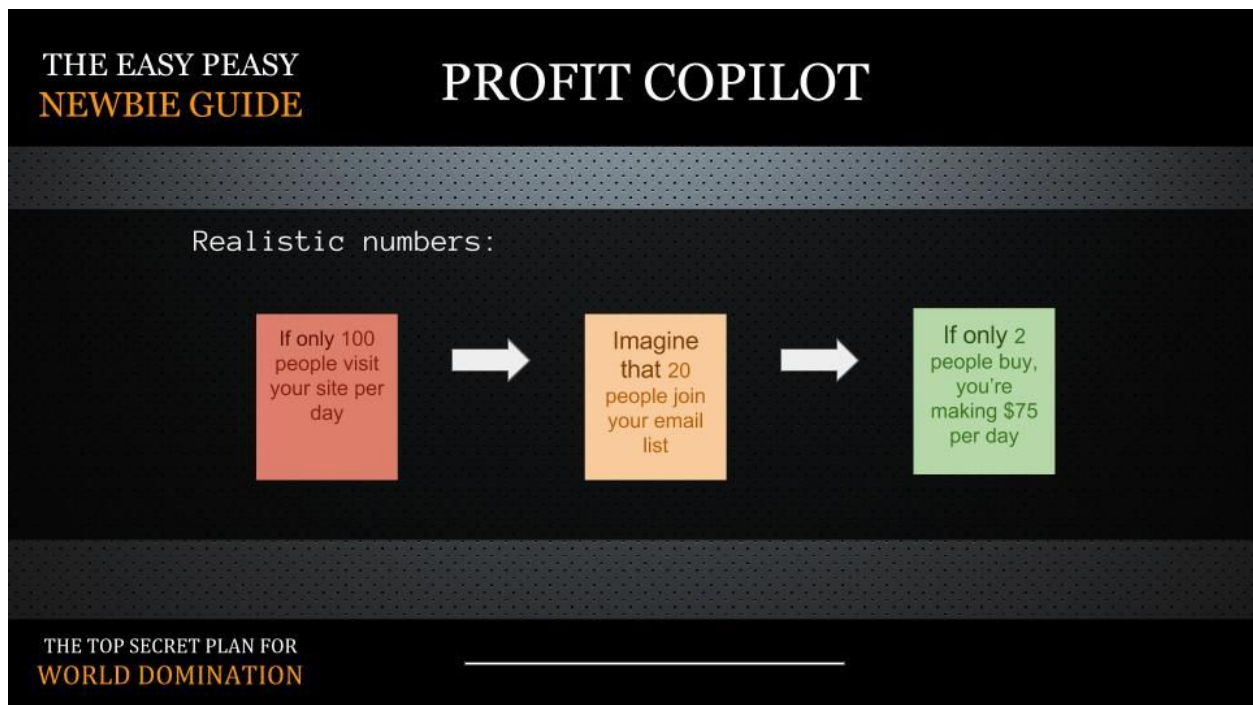 THE EASY PEASY
NEWBIE GUIDE
PROFIT COPILOT
Realistic numbers:
If only 100
people visit
your site per
day
Imagine
that 20
people join
your email
list
If only 2
people buy,
you’re
making $75
per day
THE TOP SECRET PLAN FOR
WORLD DOMINATION